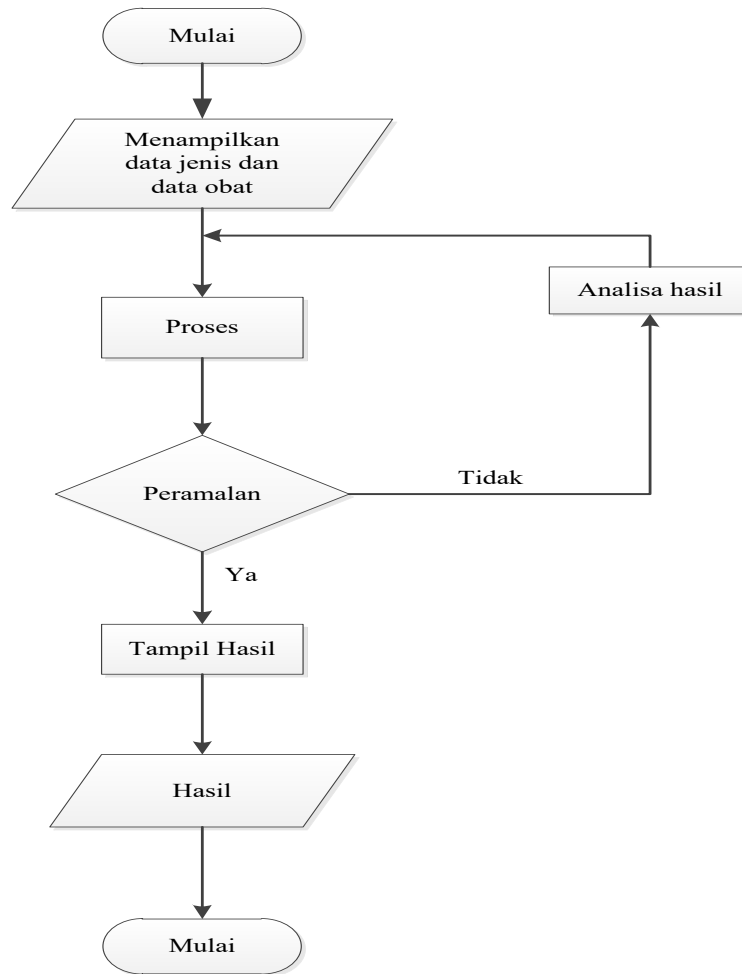 Mulai
Menampilkan
data jenis dan
data obat
Analisa hasil
Proses
Peramalan
Tidak
Ya
Tampil Hasil
Hasil
Mulai